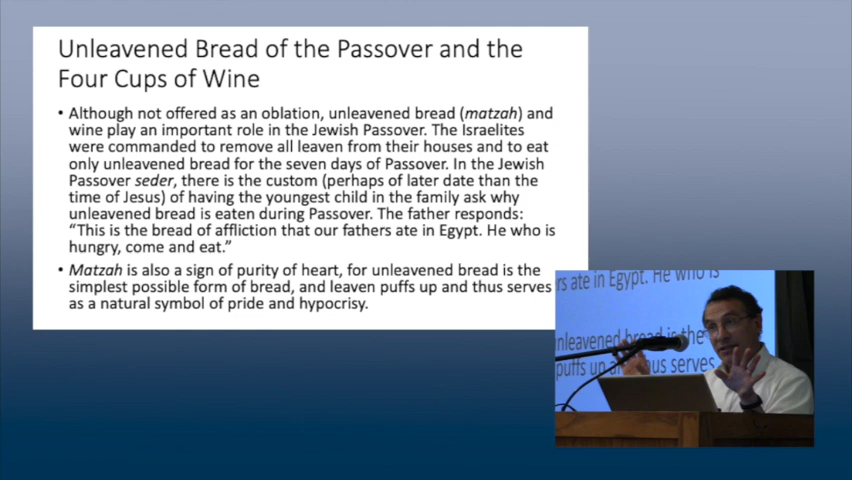 Unleavened Bread of the Passover and the
Four Cups of Wine
• Although not offered as an oblation, unleavened bread (matzah) and
wine play an important role in the Jewish Passover. The Israelites
were commanded to remove all leaven from their houses and to eat
only unleavened bread for the seven days of Passover. In the Jewish
Passover seder, there is the custom (perhaps of later date than the
time of Jesus) of having the youngest child in the family ask why
unleavened bread is eaten during Passover. The father responds:
“This is the bread of affliction that our fathers ate in Egypt. He who is
hungry, come and eat.”
• Matzah is also a sign of purity of heart, for unleavened bread is the
simplest possible form of bread, and leaven puffs up and thus serves
as a natural symbol of pride and hypocrisy.
rs ate in Egypt. He who is
nleavened bread is the
puffs up serves